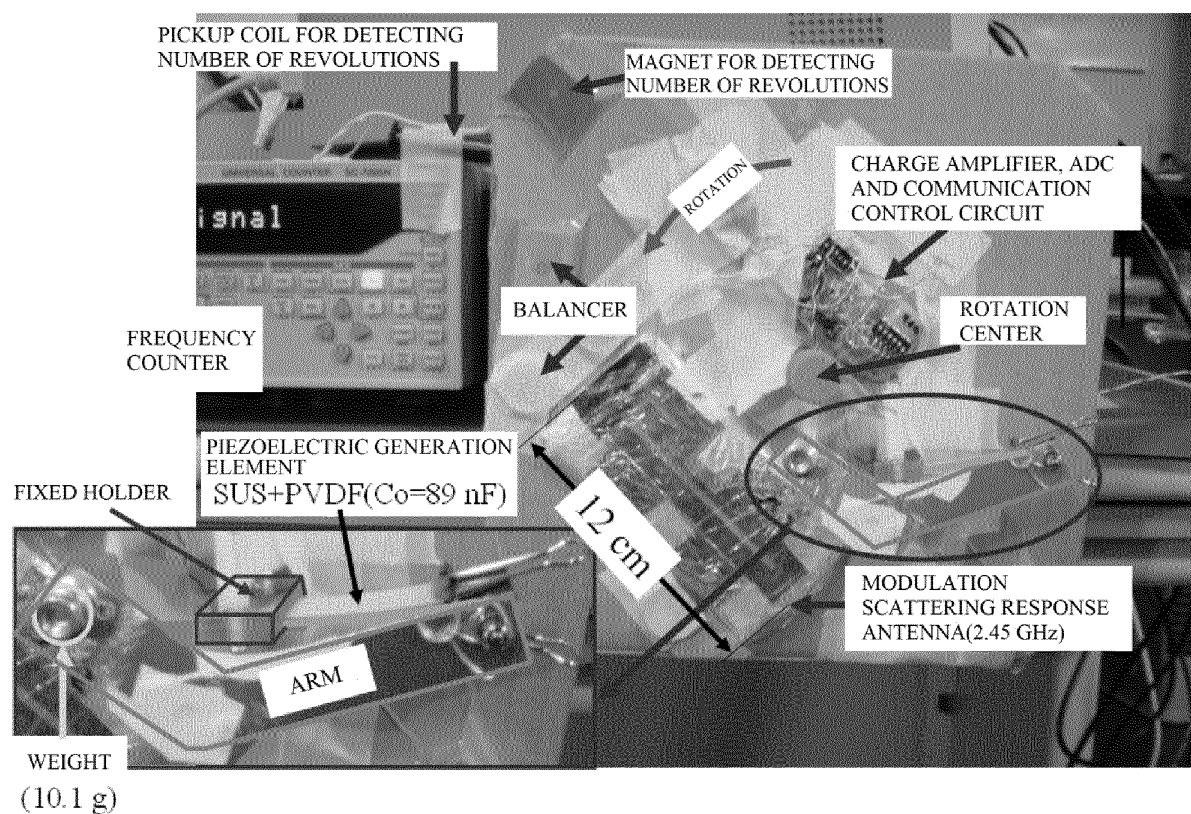 PICKUP COIL FOR DETECTING
NUMBER OF REVOLUTIONS
MAGNET FOR DETECTING
NUMBER OF REVOLUTIONS
UNIVERSAL COUNTER
ignal
ROTATION
CHARGE AMPLIFIER, ADC
AND COMMUNICATION
CONTROL CIRCUIT
BALANCER
ROTATION
CENTER
FREQUENCY
COUNTER
PIEZOELECTRIC GENERATION
ELEMENT
SUS+PVDF(Co=89 nF)
FIXED HOLDER
12 cm
MODULATION
SCATTERING RESPONSE
ANTENNA(2.45 GHz)
ARM
WEIGHT
(10.1 g)